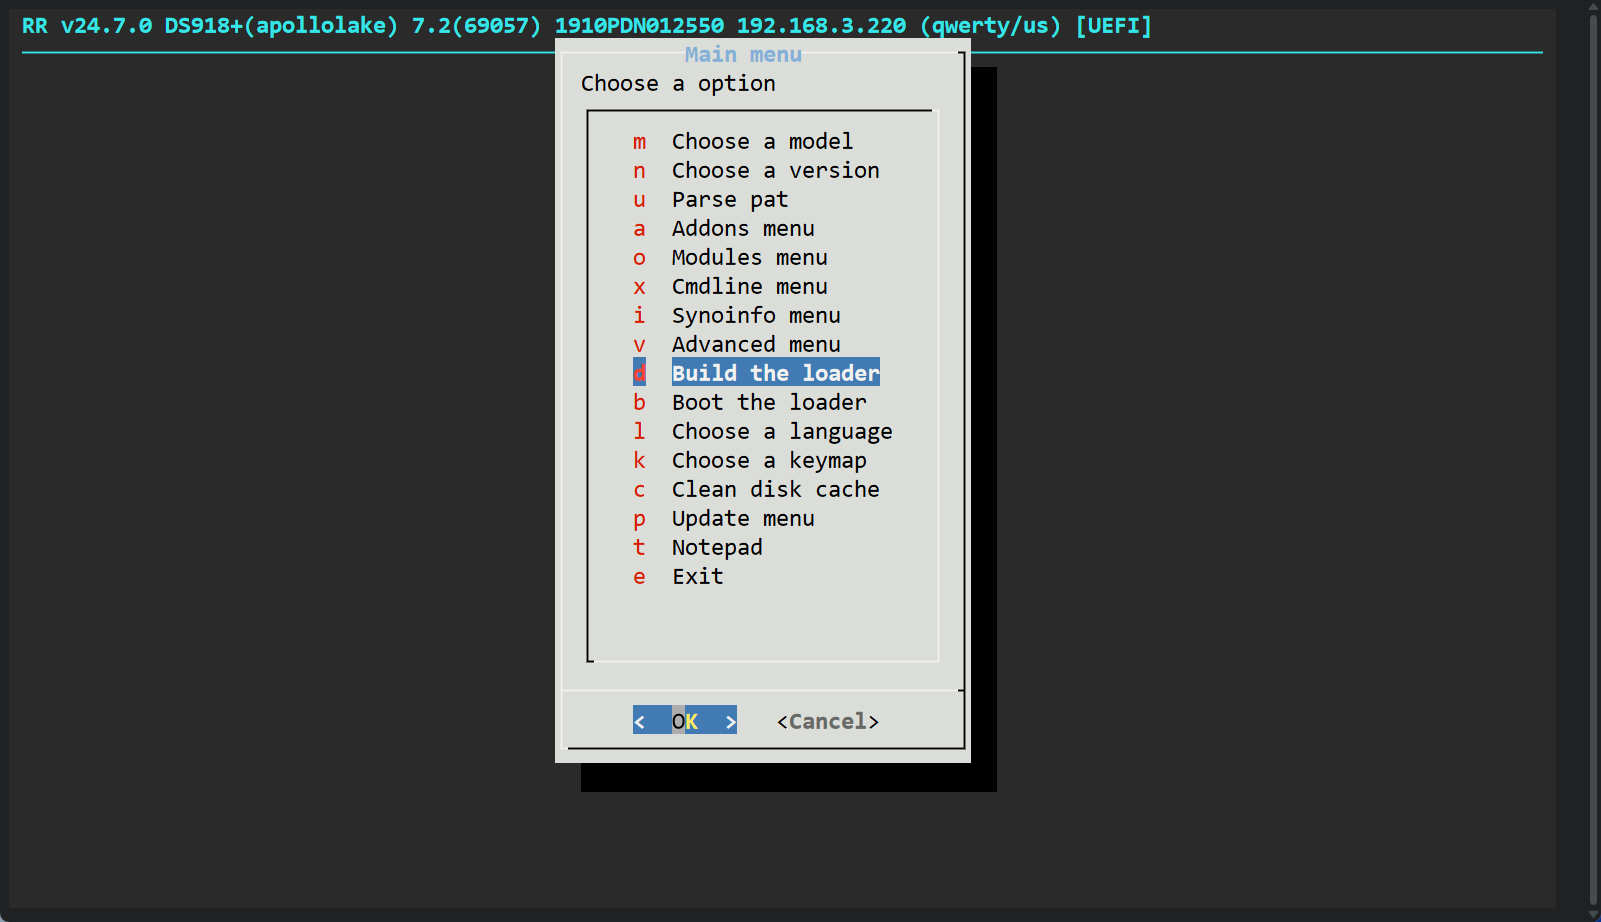 RR v24.7.0 DS918+(apollolake) 7.2(69057) 1910PDN012550 192.168.3.220 (qwerty/us) [UEFI]
Main menu
Choose a option
m Choose a model
n Choose a version
u Parse pat
a Addons menu
o Modules menu
x Cmdline menu
i Synoinfo menu
v Advanced menu
d Build the loader
b Boot the loader
l Choose a language
k Choose a keymap
c Clean disk cache
p Update menu
t Notepad
e Exit
< OK > <Cancel>